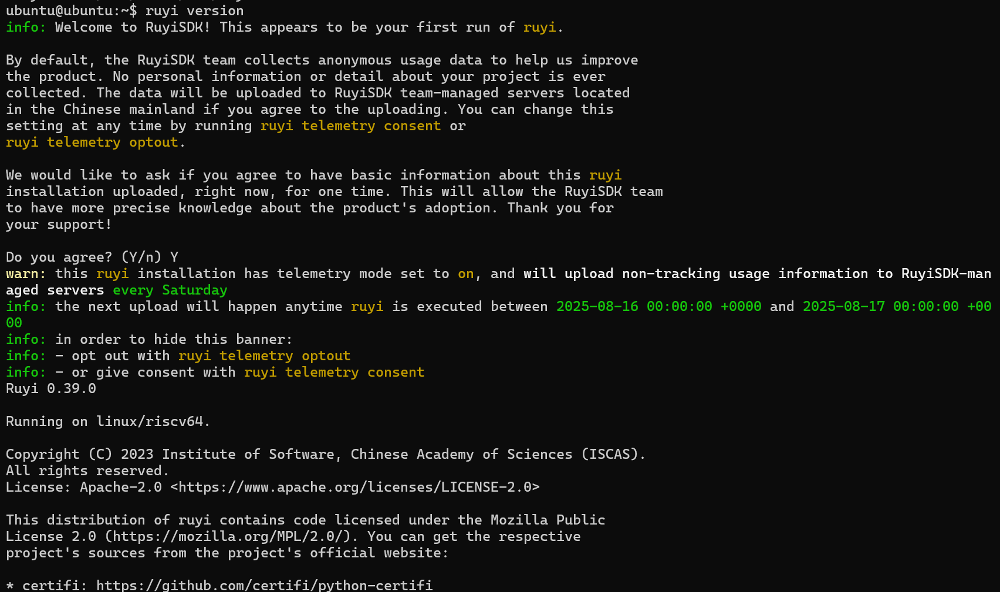 ubuntu@ubuntu:~$ ruyi version
info: Welcome to RuyiSDK! This appears to be your first run of ruyi.
By default, the RuyiSDK team collects anonymous usage data to help us improve
the product. No personal information or detail about your project is ever
collected. The data will be uploaded to RuyiSDK team-managed servers located
in the Chinese mainland if you agree to the uploading. You can change this
setting at any time by running ruyi telemetry consent or
ruyi telemetry optout.
We would like to ask if you agree to have basic information about this ruyi
installation uploaded, right now, for one time. This will allow the RuyiSDK team
to have more precise knowledge about the product's adoption. Thank you for
your support!
Do you agree? (Y/n) Y
warn: this ruyi installation has telemetry mode set to on, and will upload non-tracking usage information to RuyiSDK-man
aged servers every Saturday
info: the next upload will happen anytime ruyi is executed between 2025-08-16 00:00:00 +0000 and 2025-08-17 00:00:00 +00
00
info: in order to hide this banner:
info: - opt out with ruyi telemetry optout
info: - or give consent with ruyi telemetry consent
Ruyi 0.39.0
Running on linux/riscv64.
Copyright (C) 2023 Institute of Software, Chinese Academy of Sciences (ISCAS).
All rights reserved.
License: Apache-2.0 <https://www.apache.org/licenses/LICENSE-2.0>
This distribution of ruyi contains code licensed under the Mozilla Public
License 2.0 (https://mozilla.org/MPL/2.0/). You can get the respective
project's sources from the project's official website:
* certifi: https://github.com/certifi/python-certifi